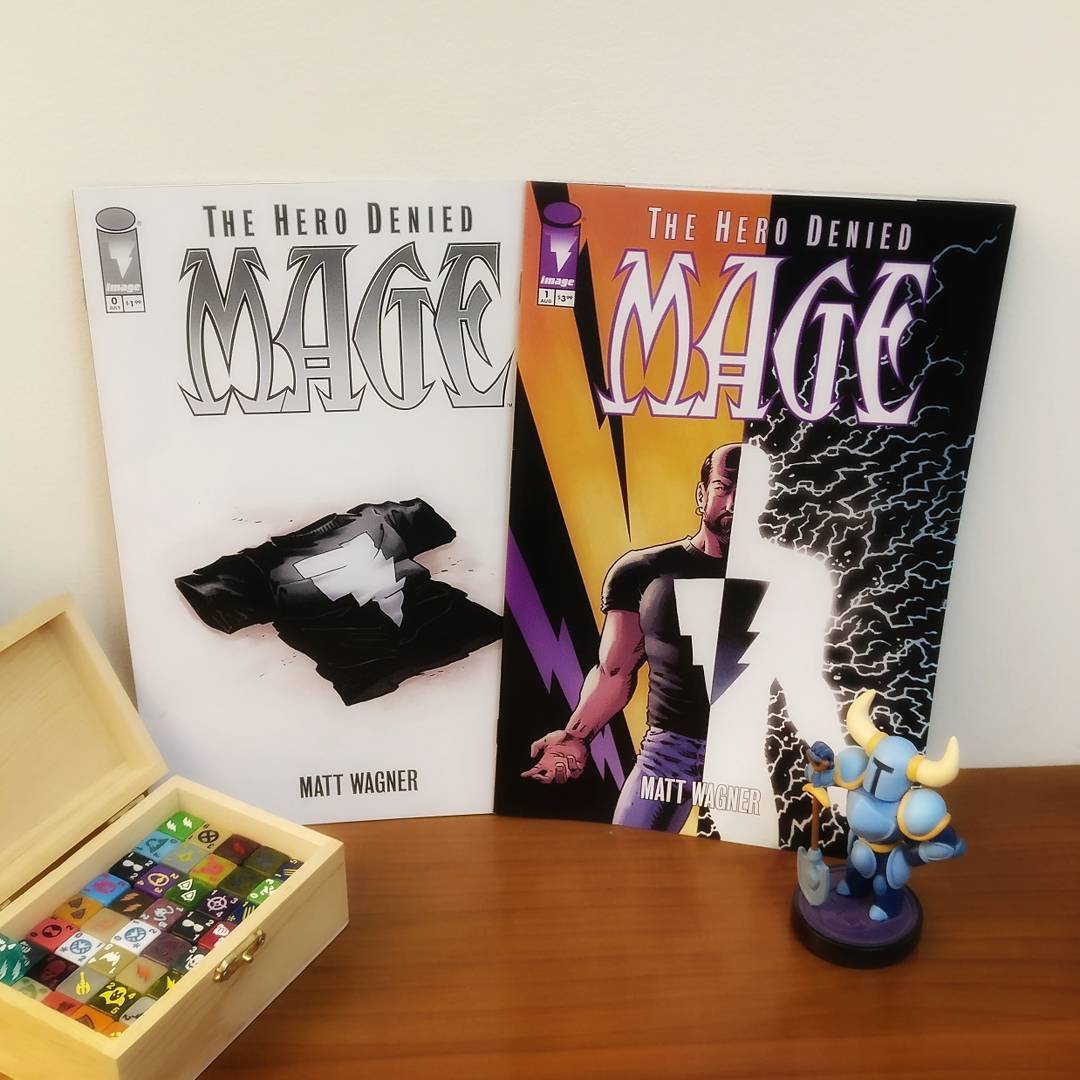 THE HERO DENIED
MAGE
image
0
JULY
$1.99
MATT WAGNER
THE HERO DENIED
MAGE
image
1
AUG
$3.99
MATT WAGNER